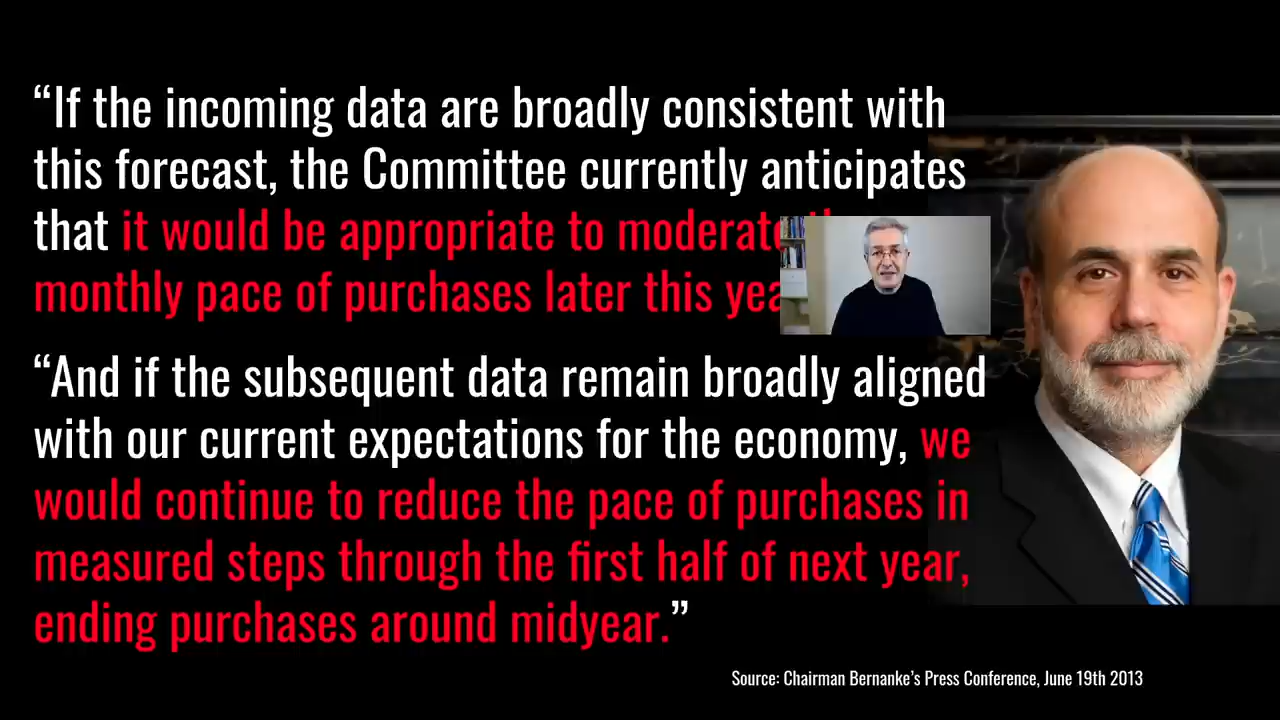 “If the incoming data are broadly consistent with
this forecast, the Committee currently anticipates
that it would be appropriate to moderate
monthly pace of purchases later this
“And if the subsequent data remain broadly aligned
with our current expectations for the economy, we
would continue to reduce the pace of purchases in
measured steps through the first half of next year,
ending purchases around midyear.”
Source: Chairman Bernanke’s Press Conference, June 19th 2013